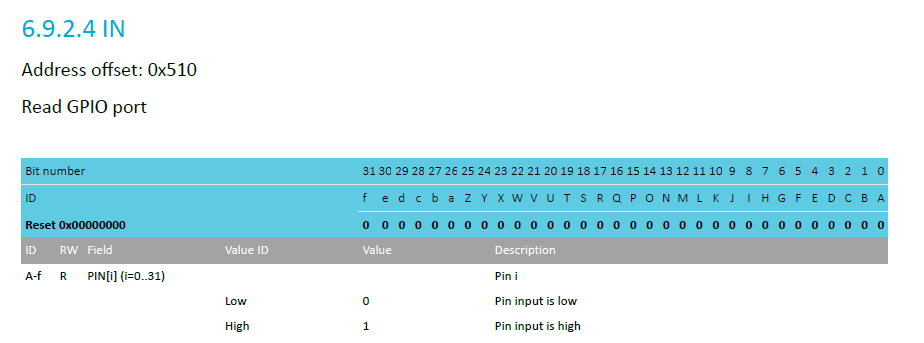 6.9.2.4 IN
Address offset: 0x510
Read GPIO port
Bit number 31 30 29 28 27 26 25 24 23 22 21 20 19 18 17 16 15 14 13 12 11 10 9 8 7 6 5 4 3 2 1 0
ID f e d c b a Z Y X W V U T S R Q P O N M L K J I H G F E D C B A
Reset 0x00000000 0 0 0 0 0 0 0 0 0 0 0 0 0 0 0 0 0 0 0 0 0 0 0 0 0 0 0 0 0 0 0 0
ID RW Field Value ID Value Description
A-f R PIN[i] (i=0..31) Pin i
Low 0 Pin input is low
High 1 Pin input is high